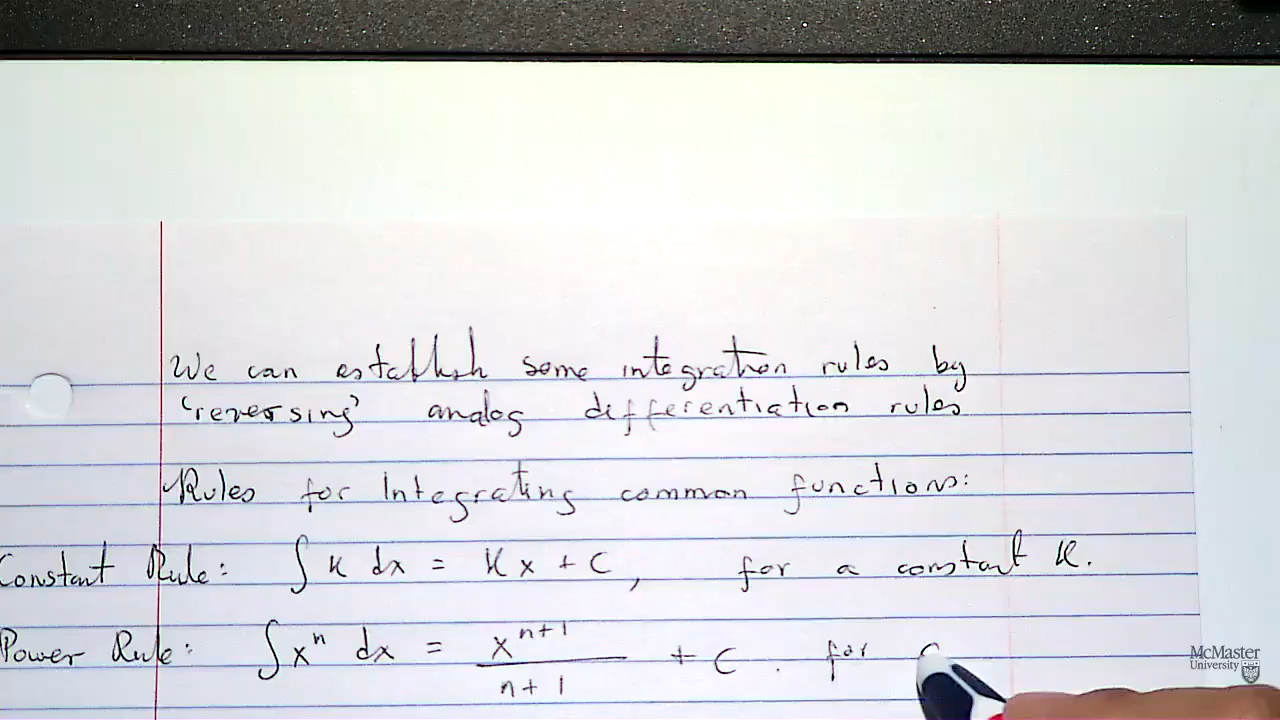 We can establish some integration rules by
'reversing' analog differentiation rules
Rules for Integrating common functions:
Constant Rule: ∫ K dx = Kx + C, for a constant K.
Power Rule: ∫ xⁿ dx = xⁿ⁺¹ / n+1 + C. for
McMaster
University